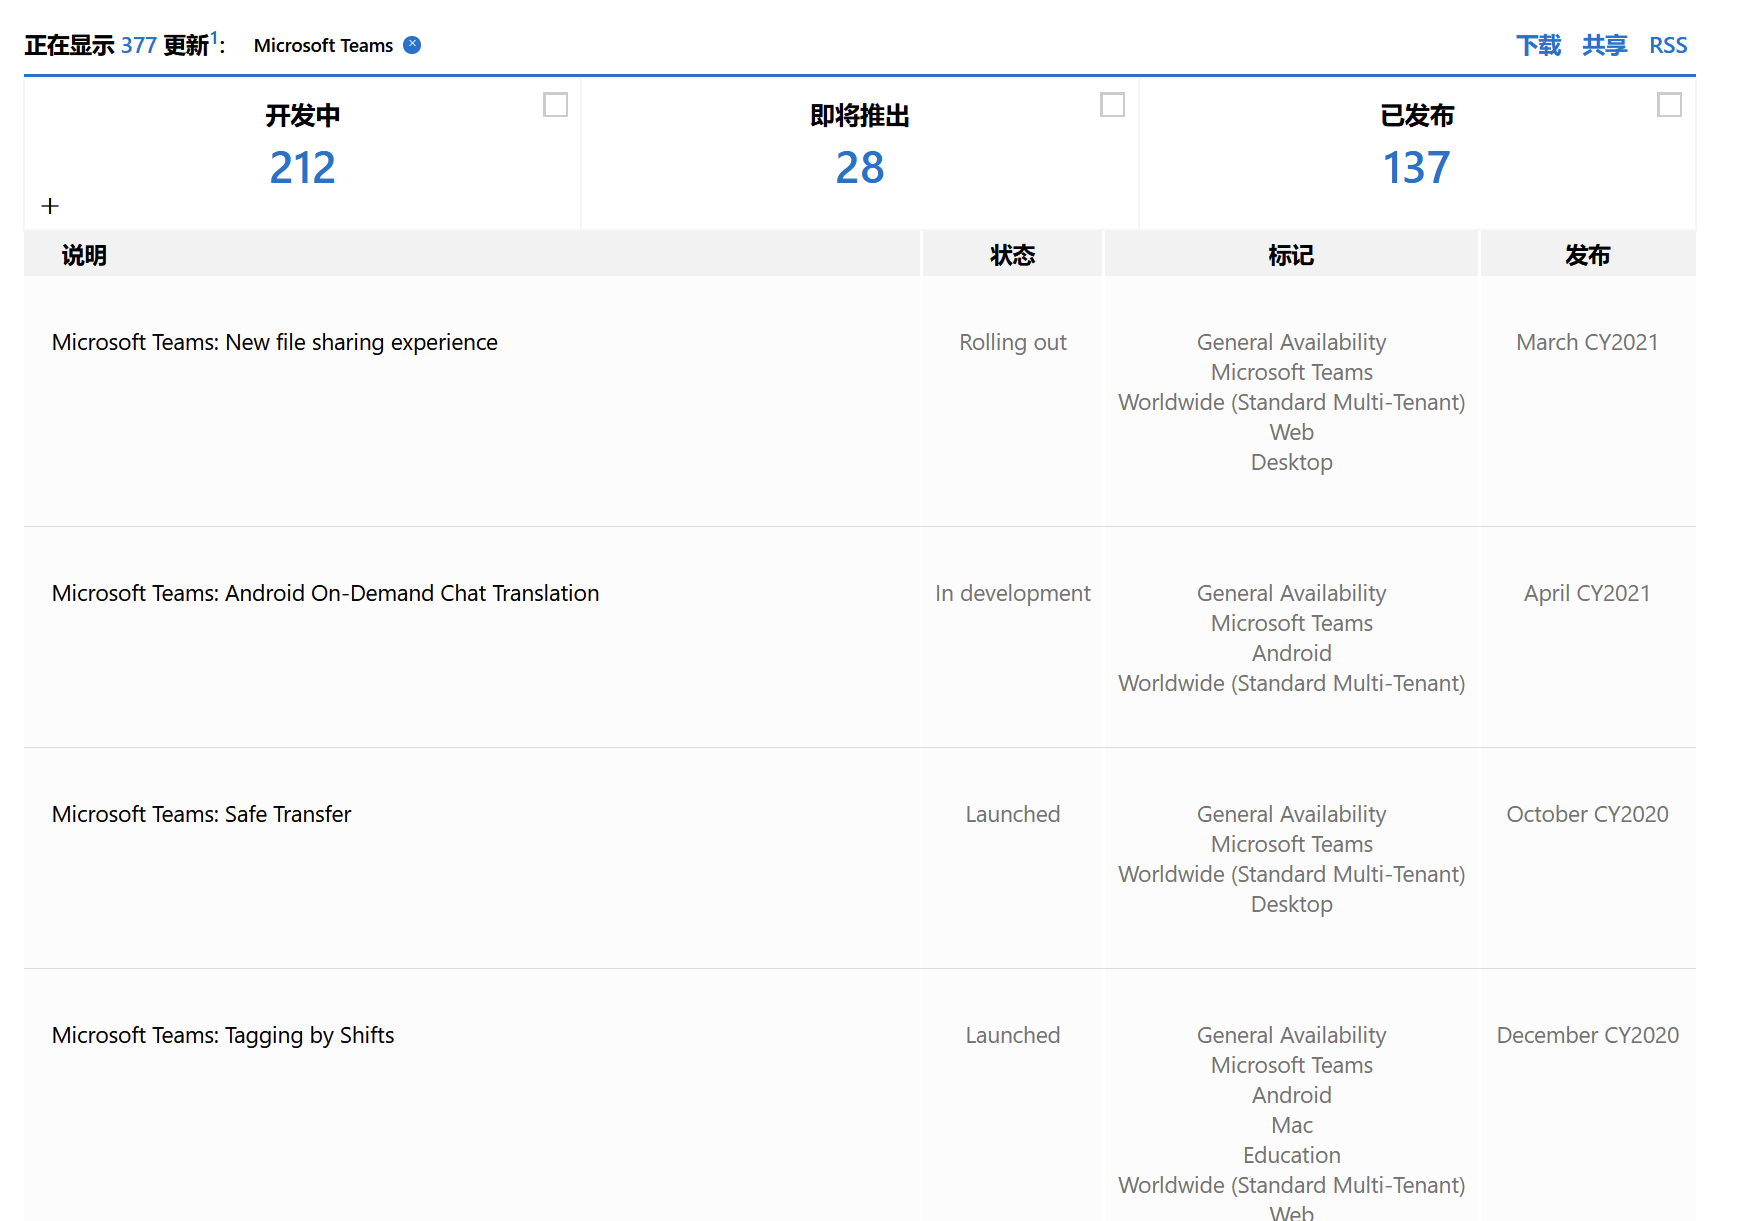 正在显示 377 更新1: Microsoft Teams
下载 共享 RSS
开发中
212
即将推出
28
已发布
137
+
说明 状态 标记 发布
Microsoft Teams: New file sharing experience
Rolling out
General Availability
Microsoft Teams
Worldwide (Standard Multi-Tenant)
Web
Desktop
March CY2021
Microsoft Teams: Android On-Demand Chat Translation
In development
General Availability
Microsoft Teams
Android
Worldwide (Standard Multi-Tenant)
April CY2021
Microsoft Teams: Safe Transfer
Launched
General Availability
Microsoft Teams
Worldwide (Standard Multi-Tenant)
Desktop
October CY2020
Microsoft Teams: Tagging by Shifts
Launched
General Availability
Microsoft Teams
Android
Mac
Education
Worldwide (Standard Multi-Tenant)
Web
December CY2020